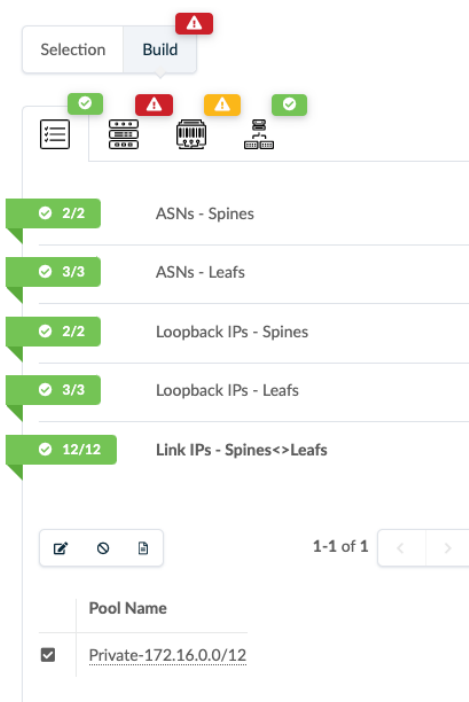 Selection Build
2/2 ASNs - Spines
3/3 ASNs - Leafs
2/2 Loopback IPs - Spines
3/3 Loopback IPs - Leafs
12/12 Link IPs - Spines<>Leafs
1-1 of 1
Pool Name
Private-172.16.0.0/12